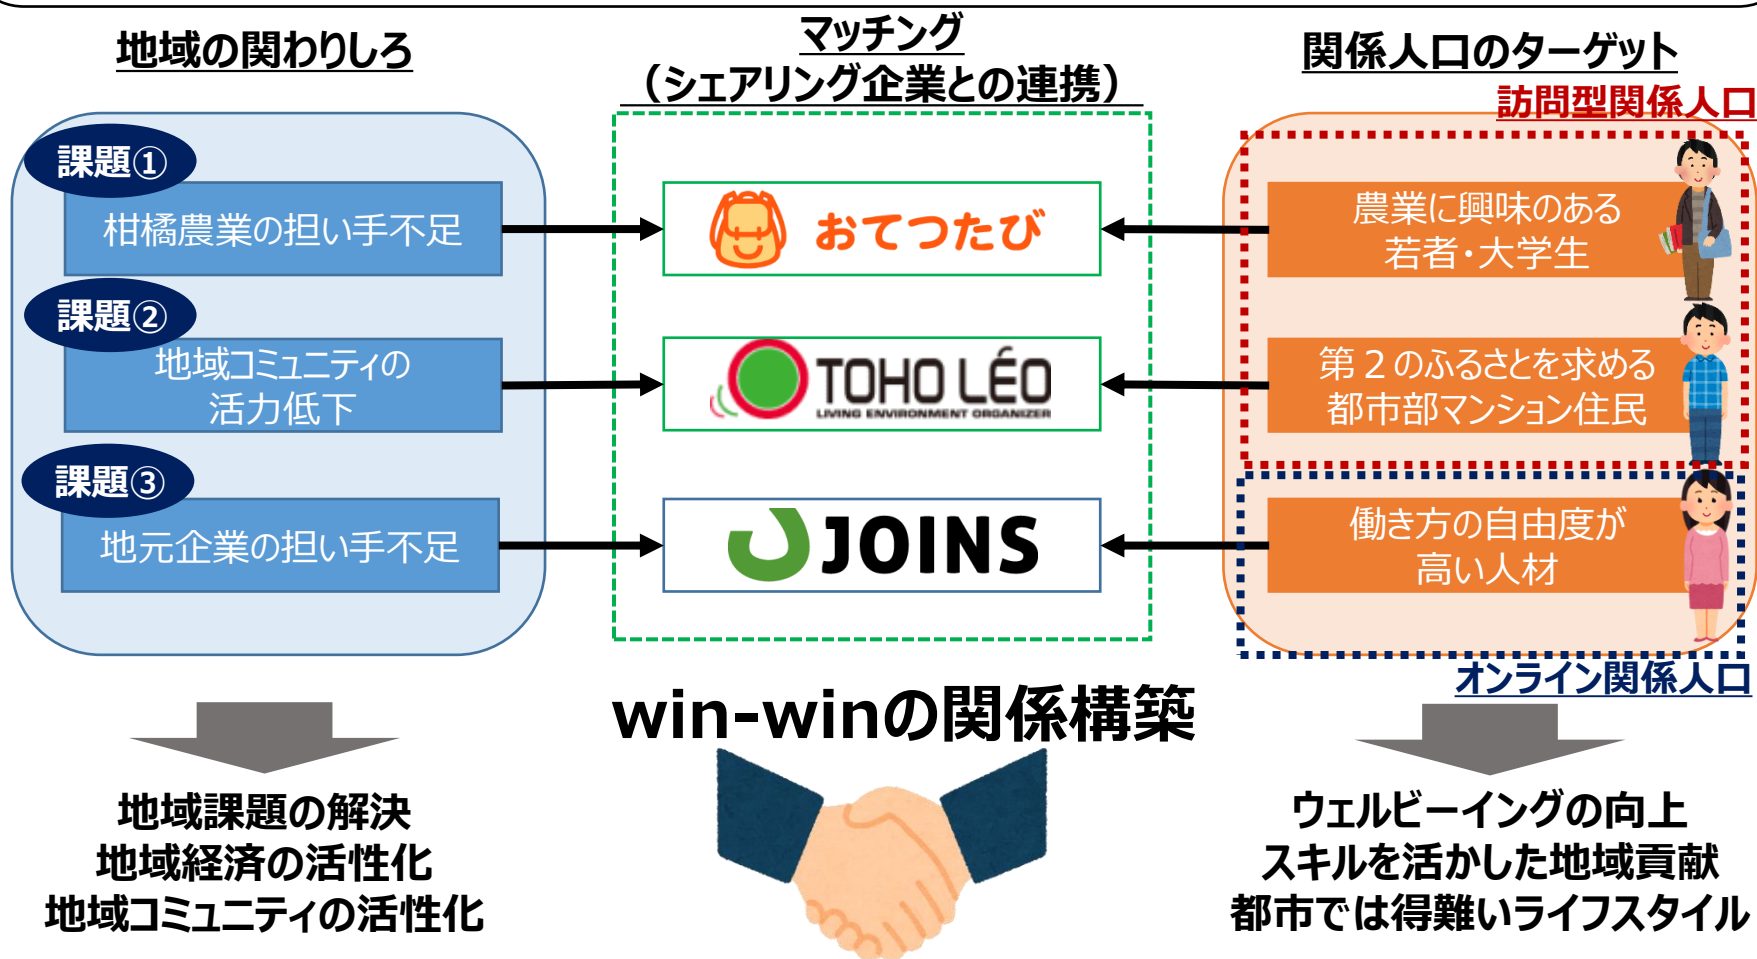 地域の関わりしろ
課題①
柑橘農業の担い手不足
課題②
地域コミュニティの
活力低下
課題③
地元企業の担い手不足
地域課題の解決
地域経済の活性化
地域コミュニティの活性化
マッチング
（シェアリング企業との連携）
おてつたび
TOHO LÉO
LIVING ENVIRONMENT ORGANIZER
JOINS
win-winの関係構築
関係人口のターゲット
訪問型関係人口
農業に興味のある
若者・大学生
第２のふるさとを求める
都市部マンション住民
働き方の自由度が
高い人材
オンライン関係人口
ウェルビーイングの向上
スキルを活かした地域貢献
都市では得難いライフスタイル